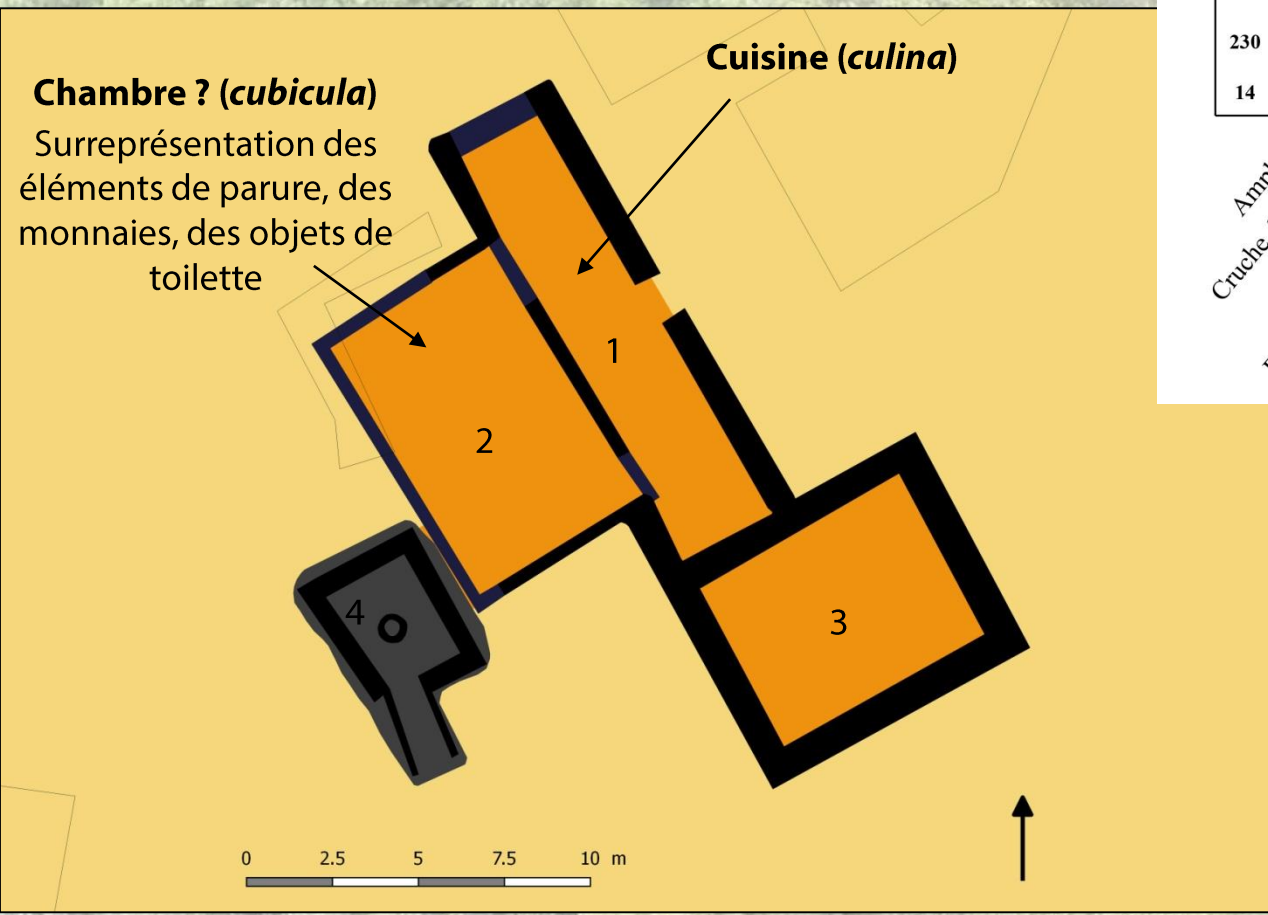 Chambre ? (cubicula)
Surreprésentation des
éléments de parure, des
monnaies, des objets de
toilette
Cuisine (culina)
1
2
3
4
0 2.5 5 7.5 10 m
230
14
Cruche